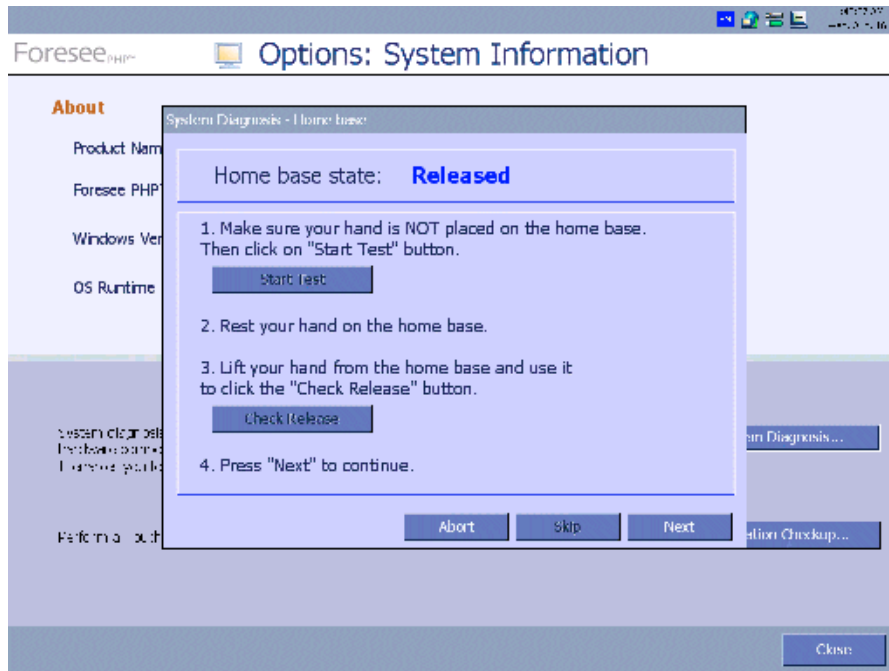 Foresee PHP™ Options: System Information
About
System Diagnosis - Home base
Product Nam
Home base state: Released
Foresee PHP™
1. Make sure your hand is NOT placed on the home base.
Then click on "Start Test" button.
Windows Ver
Start Test
OS Runtime
2. Rest your hand on the home base.
3. Lift your hand from the home base and use it
to click the "Check Release" button.
Check Release
System diagnosis
em Diagnosis...
4. Press "Next" to continue.
Abort Skip Next
Perform a
ation Checkup...
Close